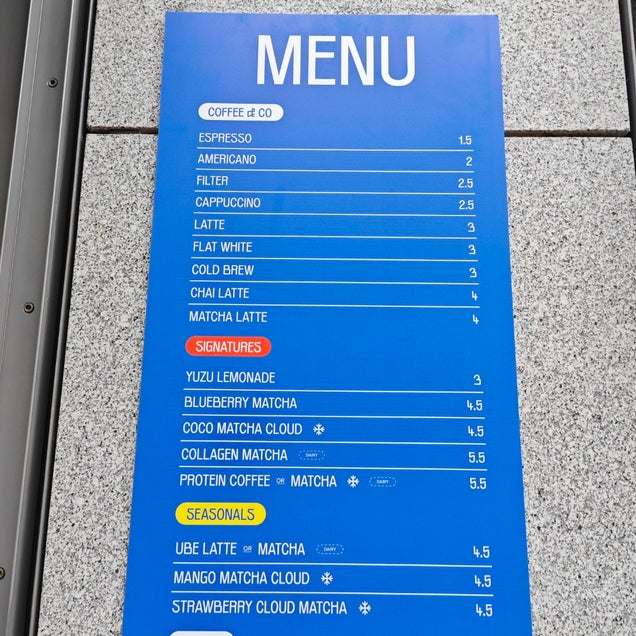 MENU
COFFEE & CO
ESPRESSO 1.5
AMERICANO 2
FILTER 2.5
CAPPUCCINO 2.5
LATTE 3
FLAT WHITE 3
COLD BREW 3
CHAI LATTE 4
MATCHA LATTE 4
SIGNATURES
YUZU LEMONADE 3
BLUEBERRY MATCHA 4.5
COCO MATCHA CLOUD 4.5
COLLAGEN MATCHA DAIRY 5.5
PROTEIN COFFEE OR MATCHA DAIRY 5.5
SEASONALS
UBE LATTE OR MATCHA DAIRY 4.5
MANGO MATCHA CLOUD 4.5
STRAWBERRY CLOUD MATCHA 4.5